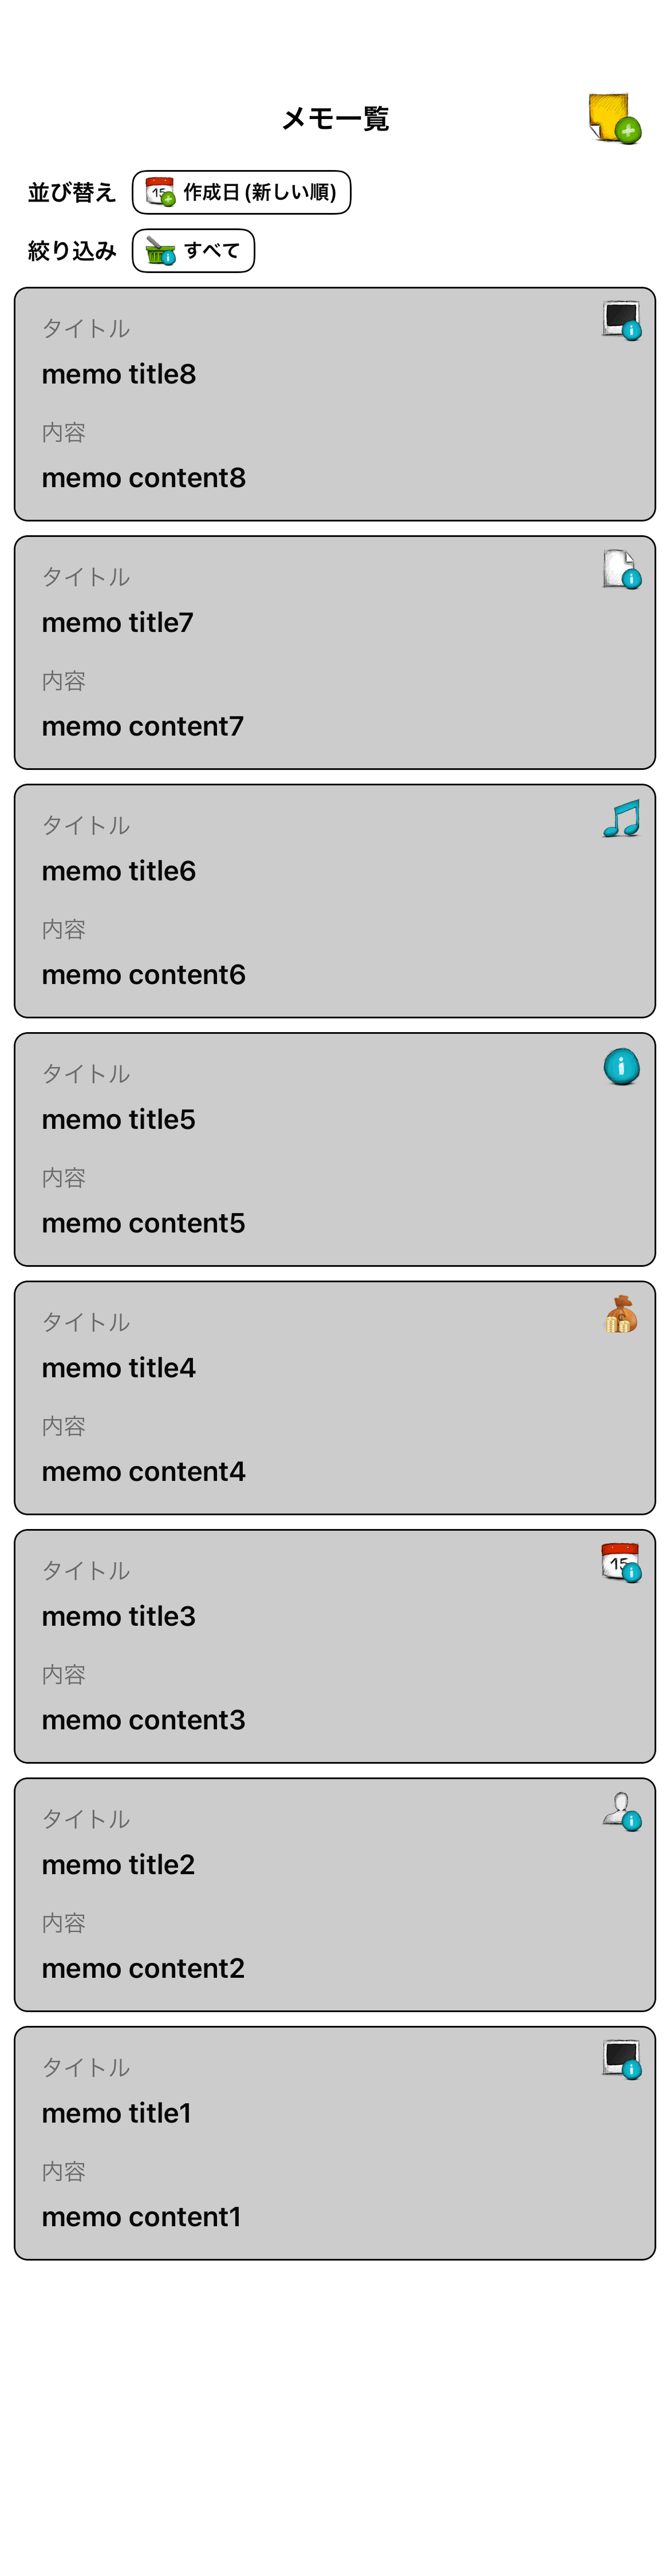 メモ一覧
並び替え 15 作成日 (新しい順)
絞り込み i すべて
タイトル
memo title8
内容
memo content8
タイトル
memo title7
内容
memo content7
タイトル
memo title6
内容
memo content6
タイトル
memo title5
内容
memo content5
タイトル
memo title4
内容
memo content4
タイトル
15
memo title3
内容
memo content3
タイトル
memo title2
内容
memo content2
タイトル
memo title1
内容
memo content1